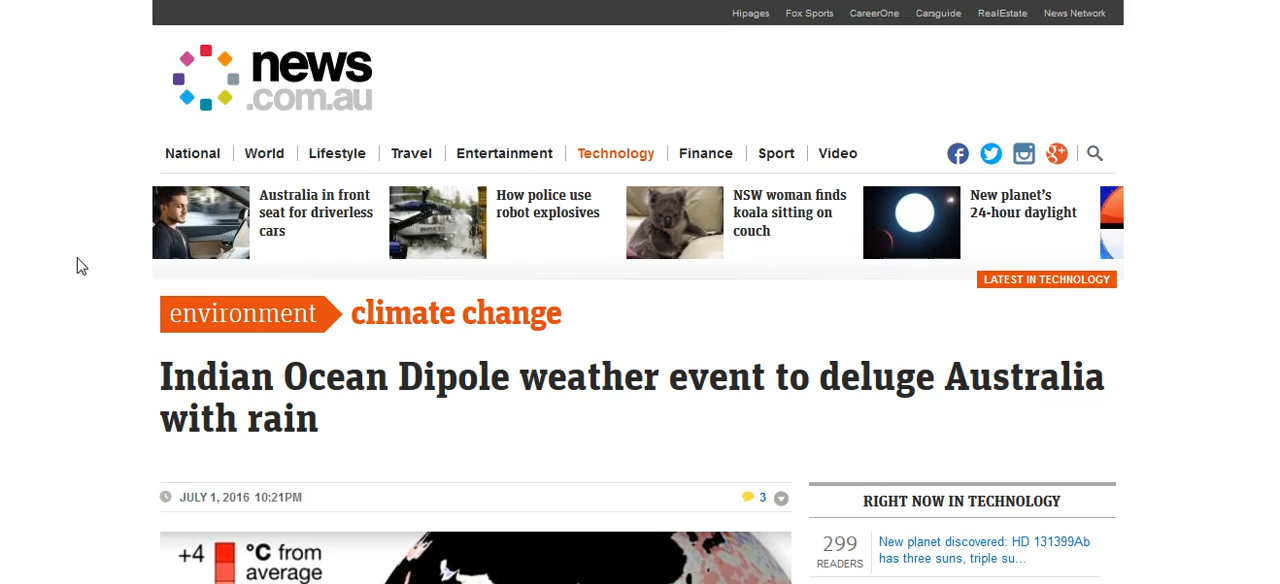 Hipages Fox Sports CareerOne Carsguide RealEstate News Network
news
.com.au
National World Lifestyle Travel Entertainment Technology Finance Sport Video
Australia in front
seat for driverless
cars
How police use
robot explosives
NSW woman finds
koala sitting on
couch
New planet's
24-hour daylight
LATEST IN TECHNOLOGY
environment climate change
Indian Ocean Dipole weather event to deluge Australia
with rain
JULY 1, 2016 10:21PM 3
RIGHT NOW IN TECHNOLOGY
299
READERS
New planet discovered: HD 131399Ab
has three suns, triple su...
+4 °C from
average